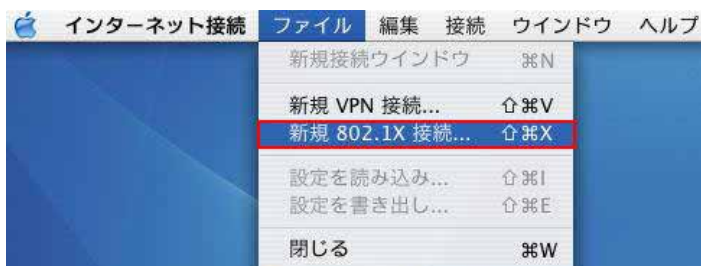 インターネット接続 ファイル 編集 接続 ウインドウ ヘルプ
新規接続ウインドウ ⌘N
新規 VPN 接続... ⇧⌘V
新規 802.1X 接続... ⇧⌘X
設定を読み込み... ⇧⌘I
設定を書き出し... ⇧⌘E
閉じる ⌘W